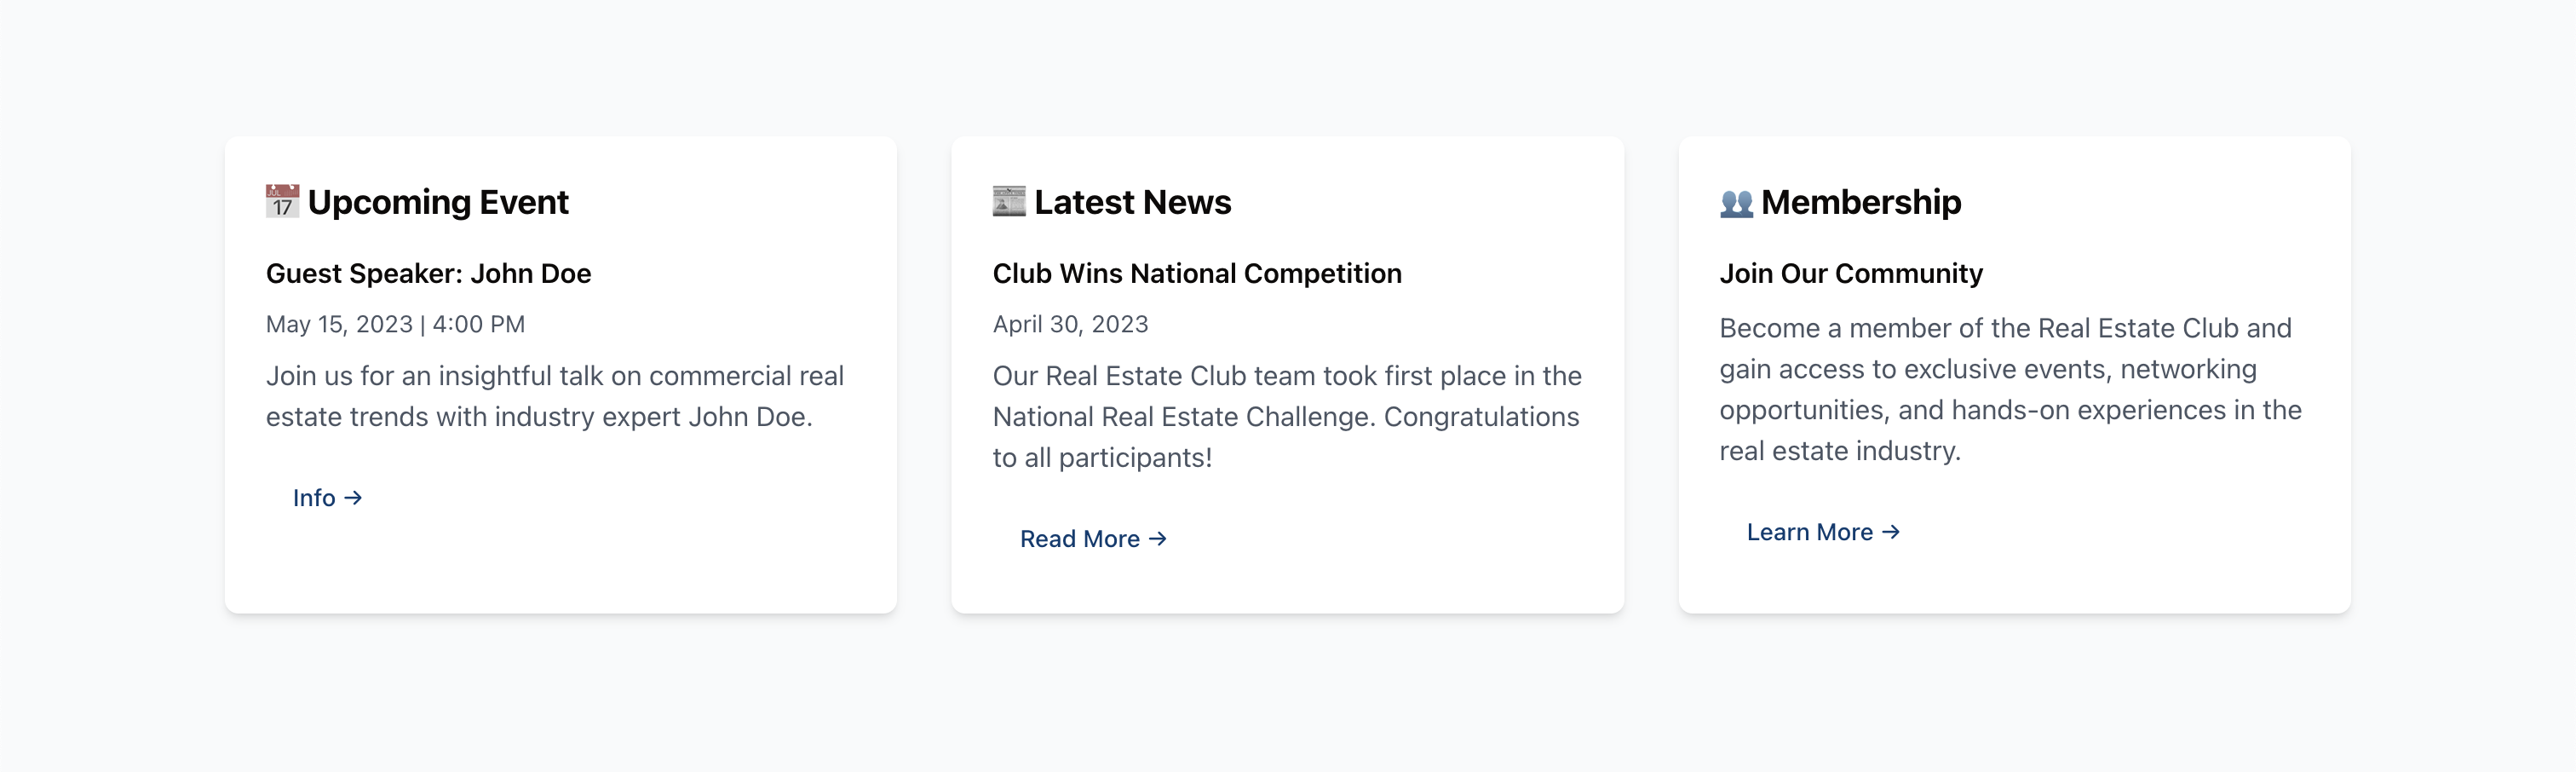 Upcoming Event
Guest Speaker: John Doe
May 15, 2023 | 4:00 PM
Join us for an insightful talk on commercial real
estate trends with industry expert John Doe.
Info →
Latest News
Club Wins National Competition
April 30, 2023
Our Real Estate Club team took first place in the
National Real Estate Challenge. Congratulations
to all participants!
Read More →
Membership
Join Our Community
Become a member of the Real Estate Club and
gain access to exclusive events, networking
opportunities, and hands-on experiences in the
real estate industry.
Learn More →